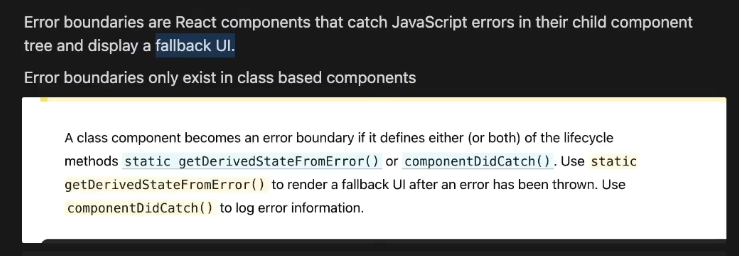 Error boundaries are React components that catch JavaScript errors in their child component
tree and display a fallback UI.
Error boundaries only exist in class based components
A class component becomes an error boundary if it defines either (or both) of the lifecycle
methods static getDerivedStateFromError() or componentDidCatch(). Use static
getDerivedStateFromError() to render a fallback UI after an error has been thrown. Use
componentDidCatch() to log error information.